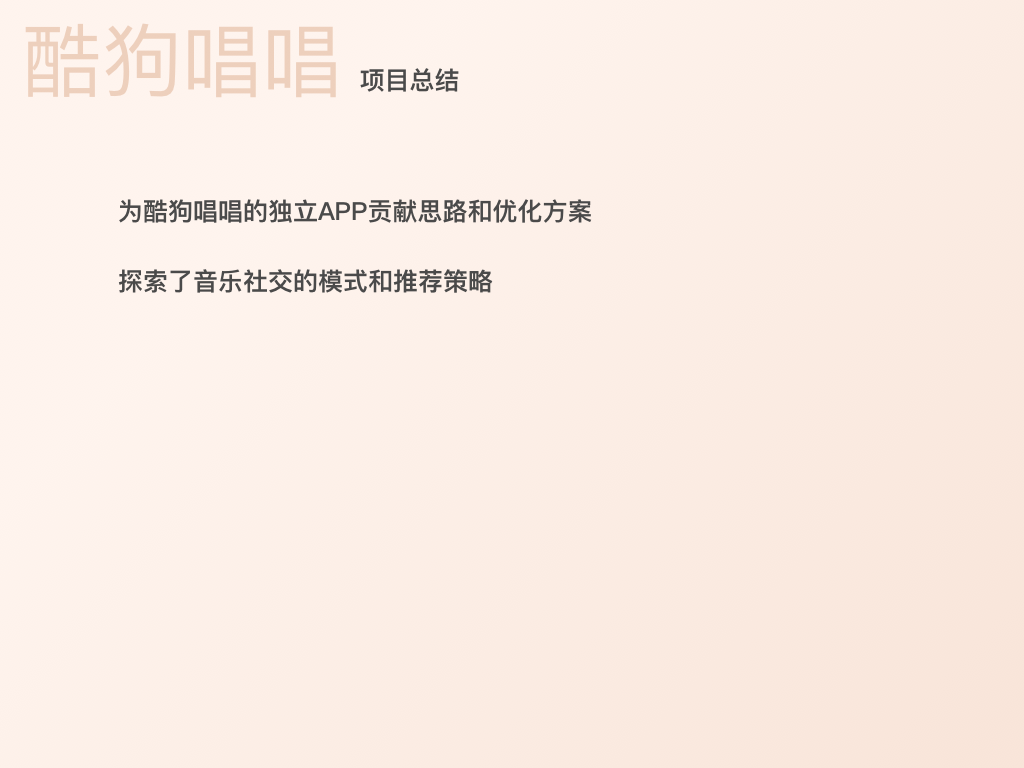 酷狗唱唱 项目总结
为酷狗唱唱的独立APP贡献思路和优化方案
探索了音乐社交的模式和推荐策略